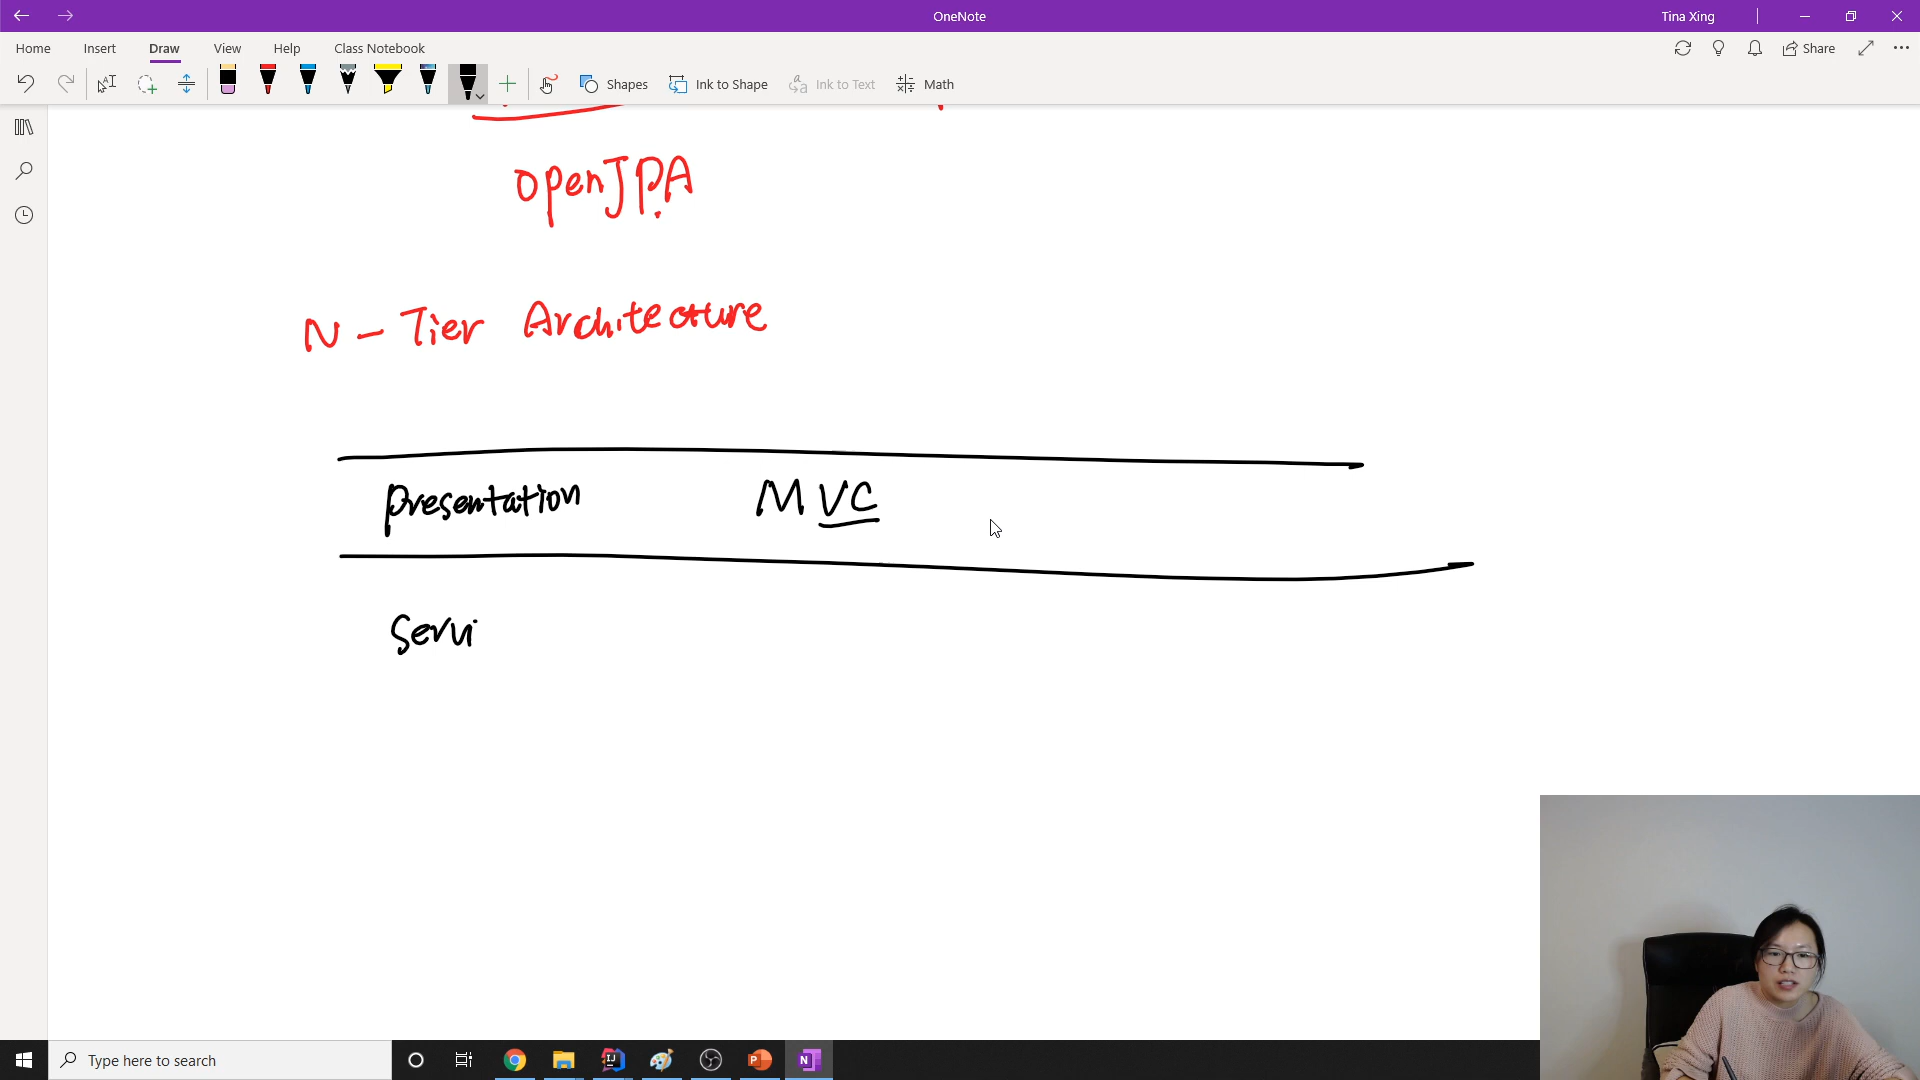 OneNote
Tina Xing
Home Insert Draw View Help Class Notebook
Share
Shapes Ink to Shape Ink to Text Math
openJPA
N - Tier Architecture
presentation MVC
Servi
Type here to search